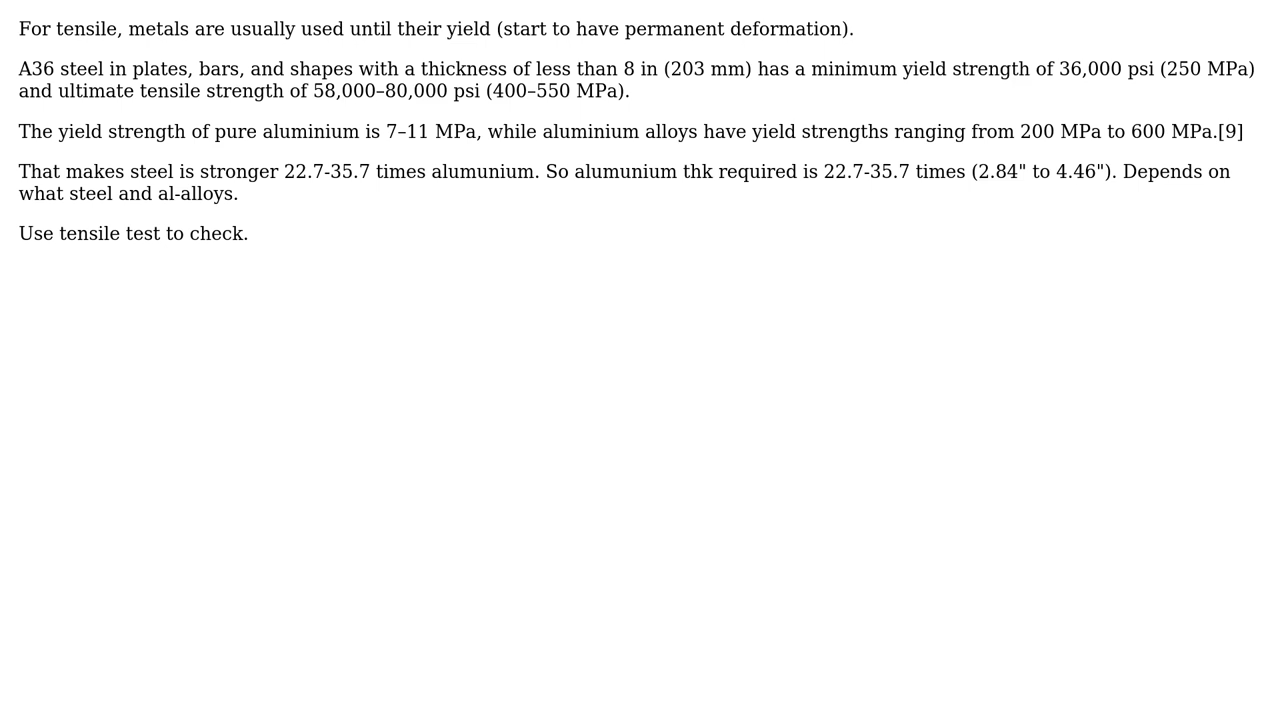 For tensile, metals are usually used until their yield (start to have permanent deformation).
A36 steel in plates, bars, and shapes with a thickness of less than 8 in (203 mm) has a minimum yield strength of 36,000 psi (250 MPa)
and ultimate tensile strength of 58,000–80,000 psi (400–550 MPa).
The yield strength of pure aluminium is 7–11 MPa, while aluminium alloys have yield strengths ranging from 200 MPa to 600 MPa.[9]
That makes steel is stronger 22.7-35.7 times alumunium. So alumunium thk required is 22.7-35.7 times (2.84" to 4.46"). Depends on
what steel and al-alloys.
Use tensile test to check.